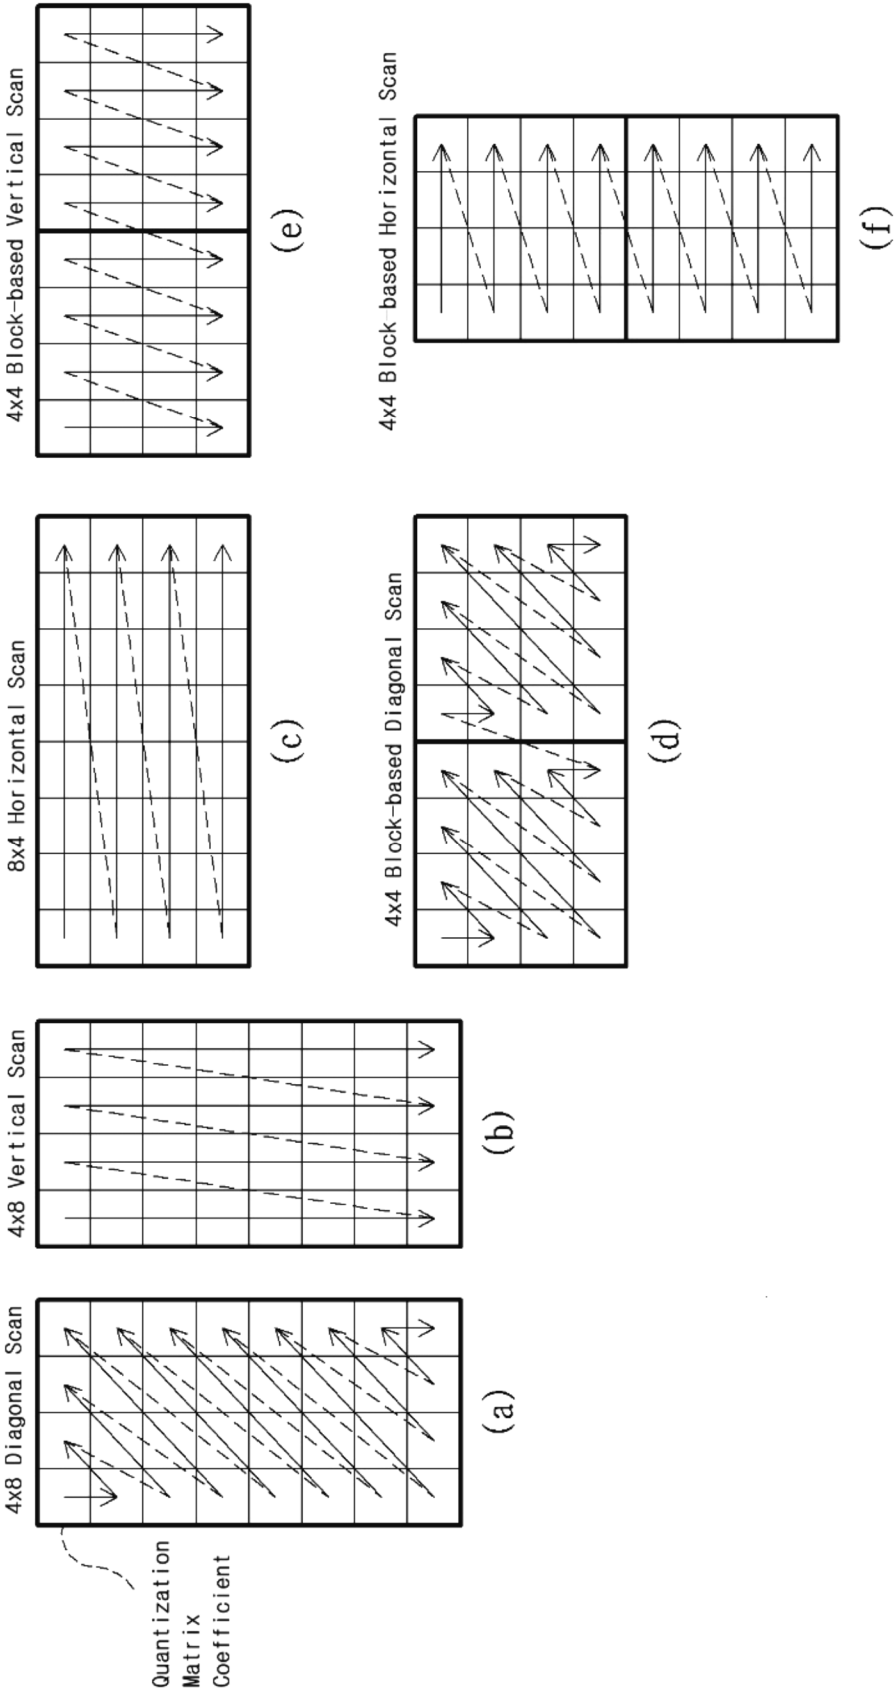 4x8 Diagonal Scan
4x8 Vertical Scan
8x4 Horizontal Scan
4x4 Block-based Vertical Scan
Quantization
Matrix
Coefficient
(a)
(b)
(c)
(e)
4x4 Block-based Diagonal Scan
4x4 Block-based Horizontal Scan
(d)
(f)